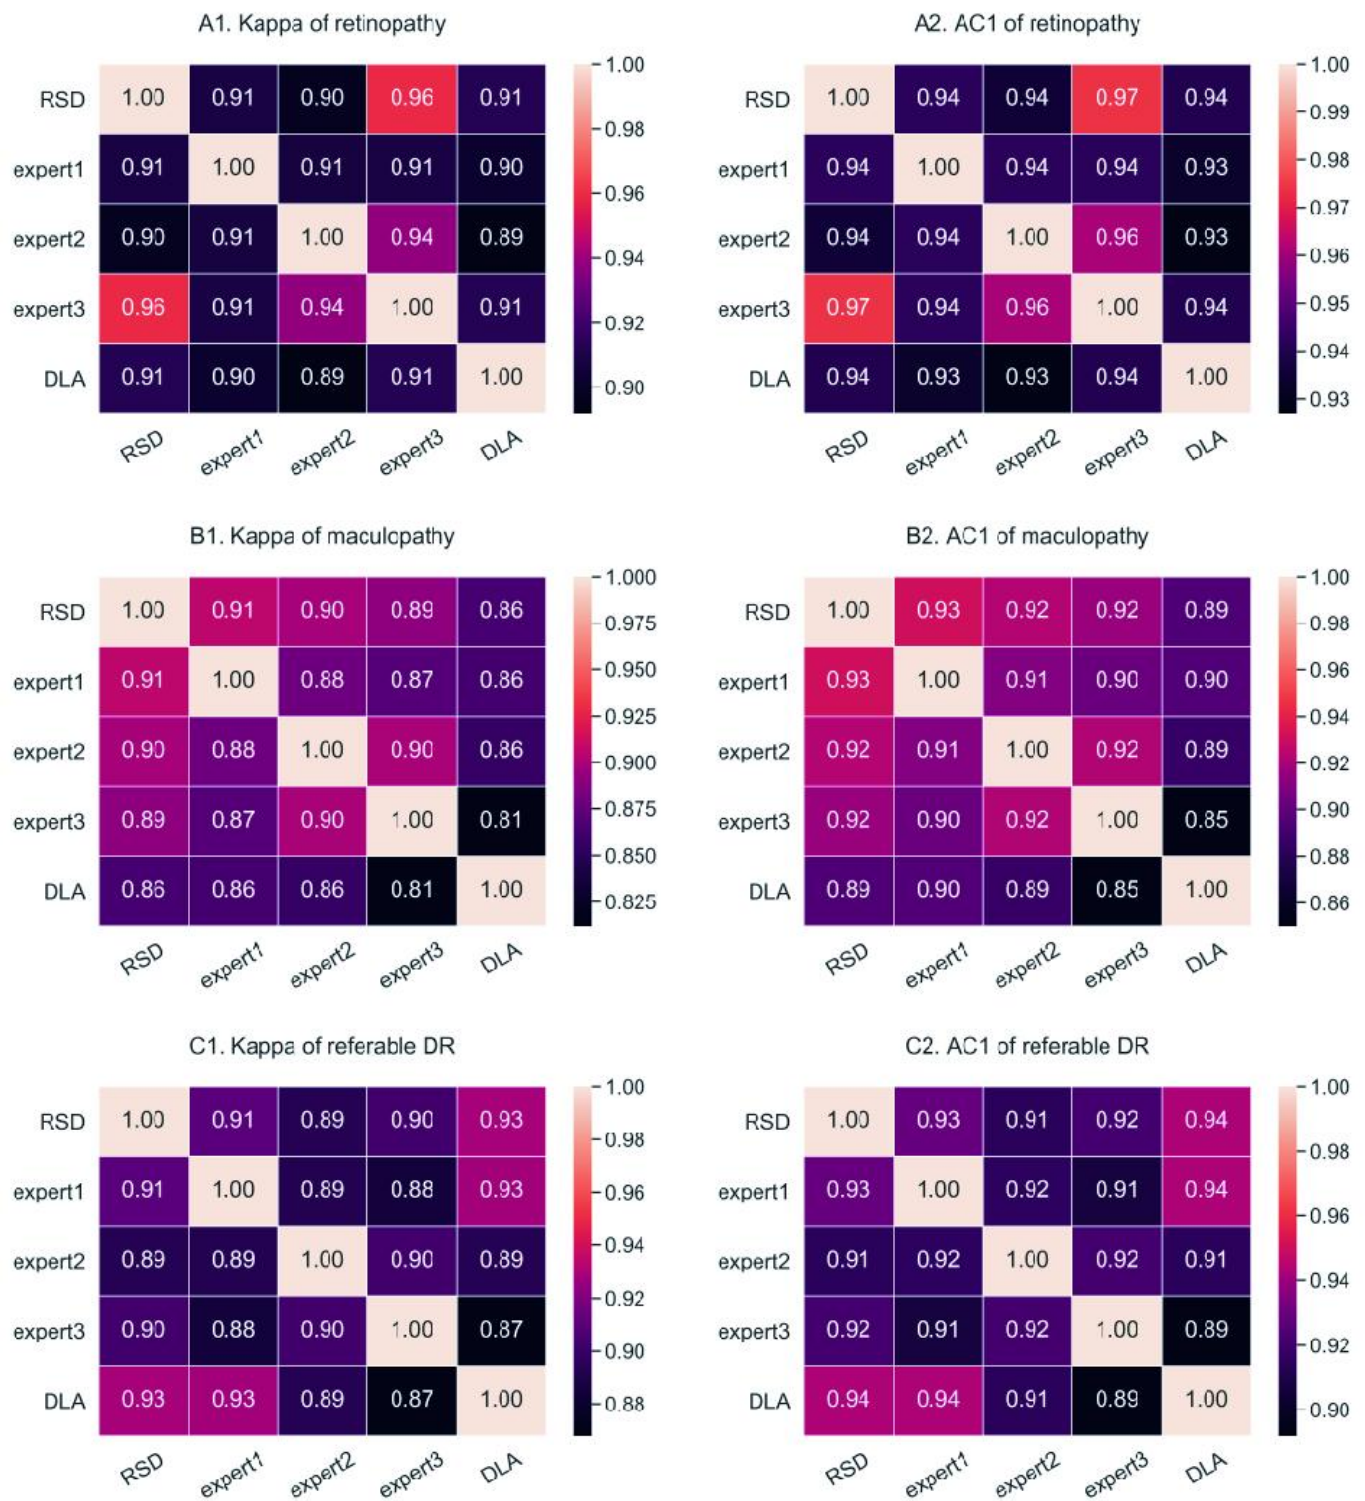 A1. Kappa of retinopathy
RSD 1.00 0.91 0.90 0.96 0.91
expert1 0.91 1.00 0.91 0.91 0.90
expert2 0.90 0.91 1.00 0.94 0.89
expert3 0.96 0.91 0.94 1.00 0.91
DLA 0.91 0.90 0.89 0.91 1.00
RSD expert1 expert2 expert3 DLA
1.00
0.98
0.96
0.94
0.92
0.90
A2. AC1 of retinopathy
RSD 1.00 0.94 0.94 0.97 0.94
expert1 0.94 1.00 0.94 0.94 0.93
expert2 0.94 0.94 1.00 0.96 0.93
expert3 0.97 0.94 0.96 1.00 0.94
DLA 0.94 0.93 0.93 0.94 1.00
RSD expert1 expert2 expert3 DLA
1.00
0.99
0.98
0.97
0.96
0.95
0.94
0.93
B1. Kappa of maculopathy
RSD 1.00 0.91 0.90 0.89 0.86
expert1 0.91 1.00 0.88 0.87 0.86
expert2 0.90 0.88 1.00 0.90 0.86
expert3 0.89 0.87 0.90 1.00 0.81
DLA 0.86 0.86 0.86 0.81 1.00
RSD expert1 expert2 expert3 DLA
1.000
0.975
0.950
0.925
0.900
0.875
0.850
0.825
B2. AC1 of maculopathy
RSD 1.00 0.93 0.92 0.92 0.89
expert1 0.93 1.00 0.91 0.90 0.90
expert2 0.92 0.91 1.00 0.92 0.89
expert3 0.92 0.90 0.92 1.00 0.85
DLA 0.89 0.90 0.89 0.85 1.00
RSD expert1 expert2 expert3 DLA
1.00
0.98
0.96
0.94
0.92
0.90
0.88
0.86
C1. Kappa of referable DR
RSD 1.00 0.91 0.89 0.90 0.93
expert1 0.91 1.00 0.89 0.88 0.93
expert2 0.89 0.89 1.00 0.90 0.89
expert3 0.90 0.88 0.90 1.00 0.87
DLA 0.93 0.93 0.89 0.87 1.00
RSD expert1 expert2 expert3 DLA
1.00
0.98
0.96
0.94
0.92
0.90
0.88
C2. AC1 of referable DR
RSD 1.00 0.93 0.91 0.92 0.94
expert1 0.93 1.00 0.92 0.91 0.94
expert2 0.91 0.92 1.00 0.92 0.91
expert3 0.92 0.91 0.92 1.00 0.89
DLA 0.94 0.94 0.91 0.89 1.00
RSD expert1 expert2 expert3 DLA
1.00
0.98
0.96
0.94
0.92
0.90